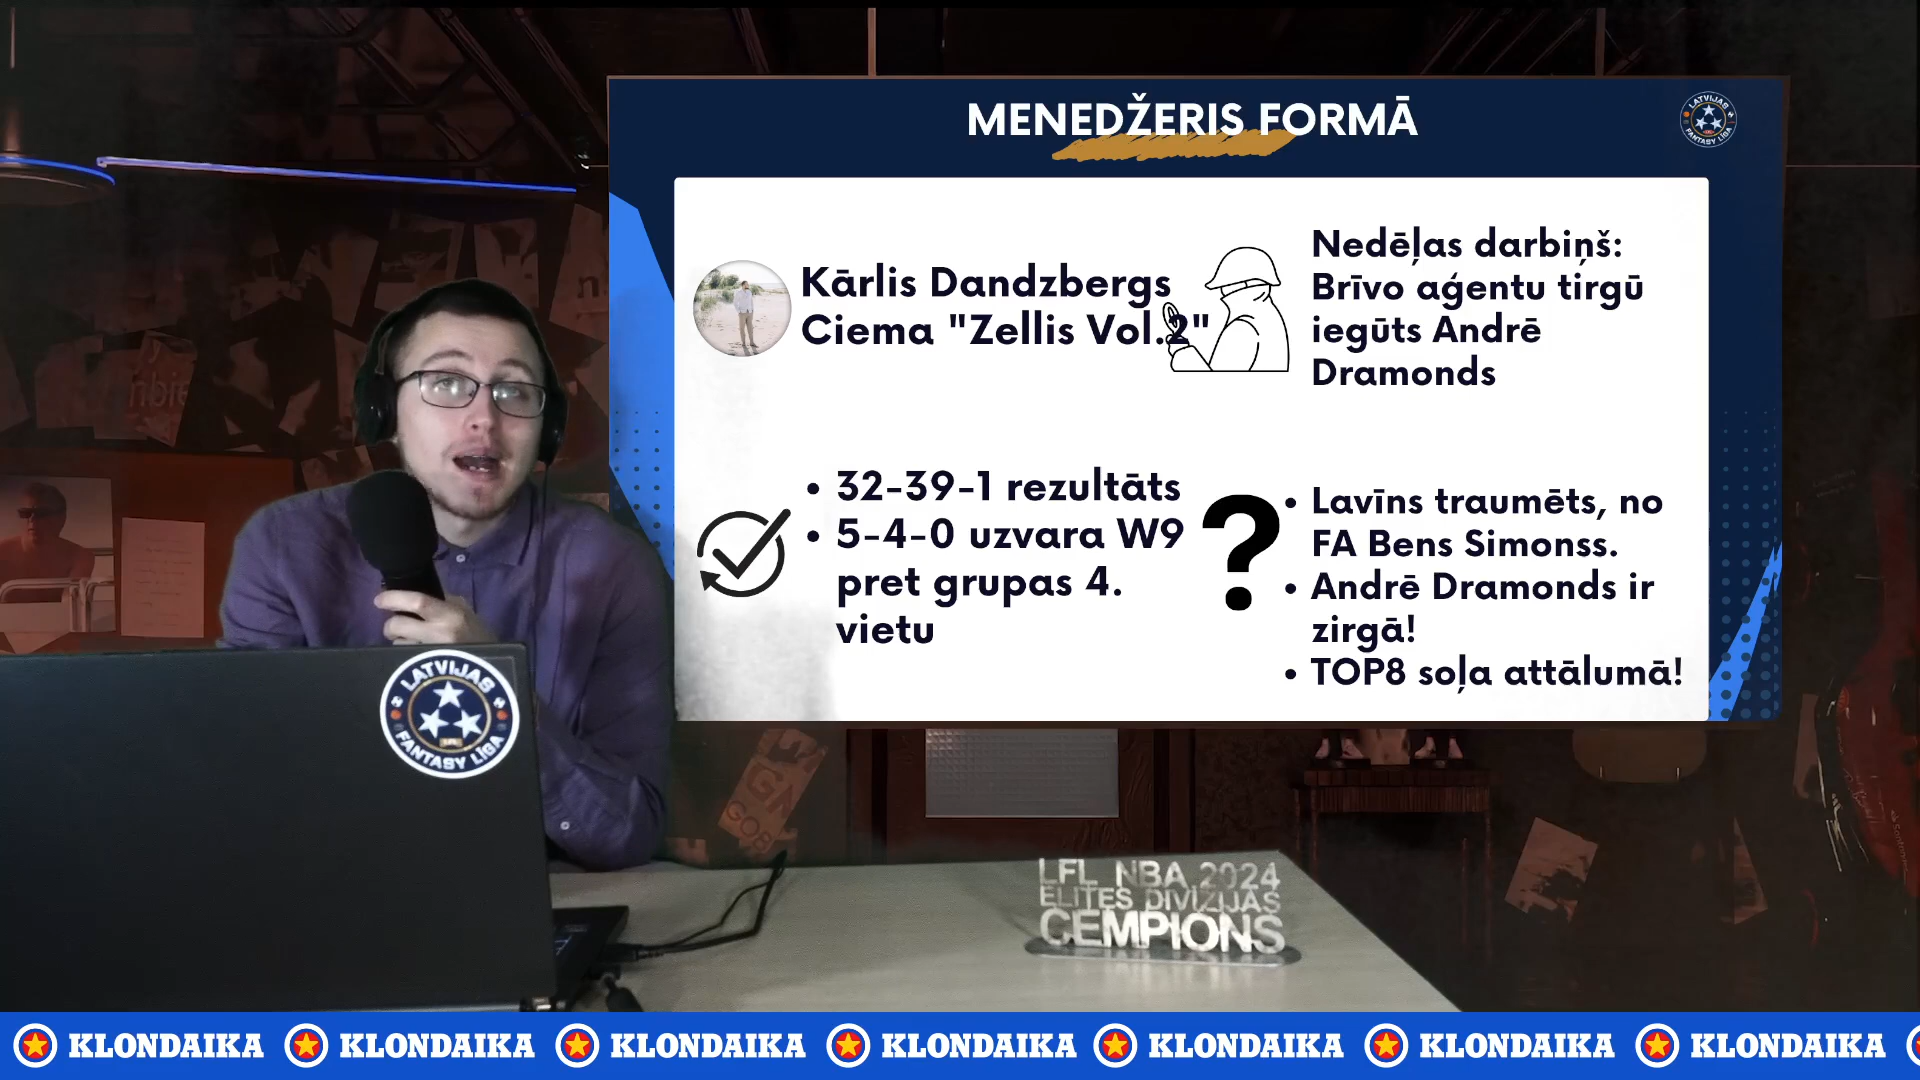 MENEDŽERIS FORMĀ
LATVIJAS
FANTASY LĪGA
Kārlis Dandzbergs
Ciema "Zellis Vol.2"
Nedēļas darbiņš:
Brīvo aģentu tirgū
iegūts Andrē
Dramonds
• 32-39-1 rezultāts
• 5-4-0 uzvara W9
pret grupas 4.
vietu
?
• Lavīns traumēts, no
FA Bens Simonss.
• Andrē Dramonds ir
zirgā!
• TOP8 soļa attālumā!
LATVIJAS
FANTASY LĪGA
LFL NBA 2024
ELITES DIVĪZIJAS
ČEMPIONS
KLONDAIKA KLONDAIKA KLONDAIKA KLONDAIKA KLONDAIKA KLONDAIKA KLONDAIKA